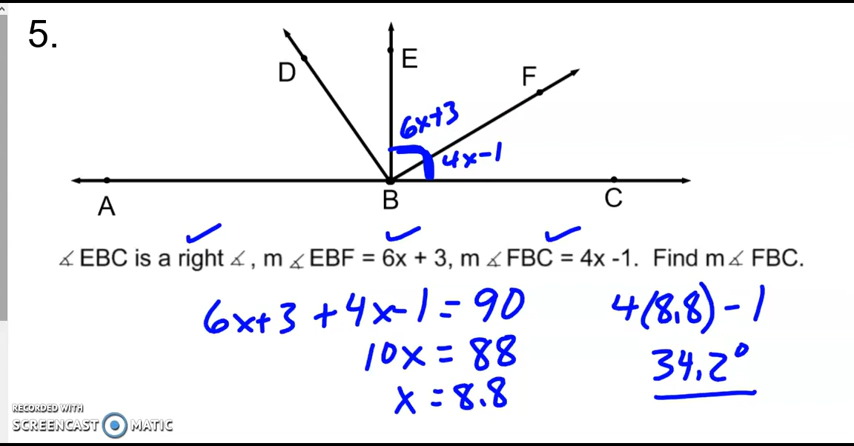 5.
D
E
F
6x+3
4x-1
A
B
C
∡EBC is a right ∡, m∡EBF = 6x + 3, m∡FBC = 4x -1. Find m∡ FBC.
6x+3 +4x-1 = 90
4(8.8) - 1
10x = 88
34.2°
x = 8.8
RECORDED WITH
SCREENCAST MATIC